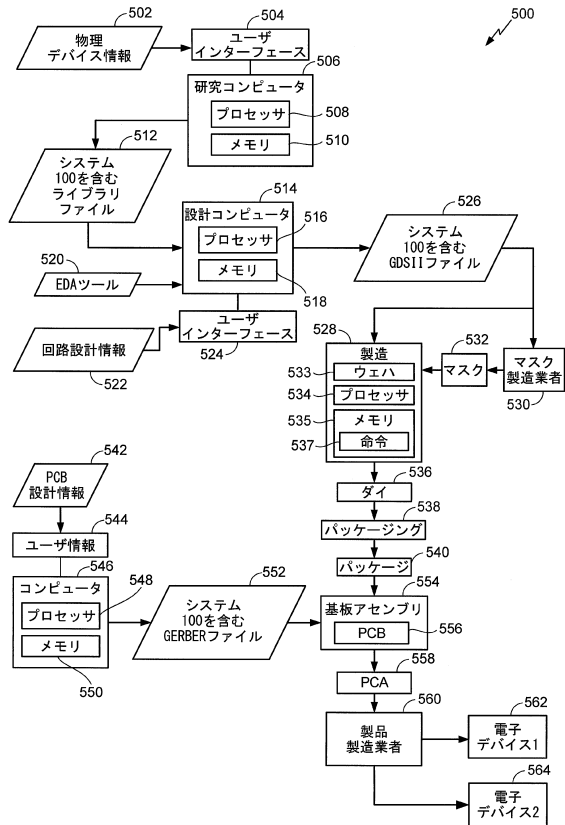 500
502
物理
デバイス情報
504
ユーザ
インターフェース
506
研究コンピュータ
プロセッサ
508
メモリ
510
512
システム
100を含む
ライブラリ
ファイル
514
設計コンピュータ
プロセッサ
516
メモリ
518
520
EDAツール
回路設計情報
522
ユーザ
インターフェース
524
526
システム
100を含む
GDSIIファイル
528
製造
533
ウェハ
534
プロセッサ
535
メモリ
537
命令
532
マスク
マスク
製造業者
530
536
ダイ
538
パッケージング
540
パッケージ
542
PCB
設計情報
544
ユーザ情報
546
コンピュータ
548
プロセッサ
メモリ
550
552
システム
100を含む
GERBERファイル
554
基板アセンブリ
PCB
556
558
PCA
560
製品
製造業者
562
電子
デバイス1
564
電子
デバイス2